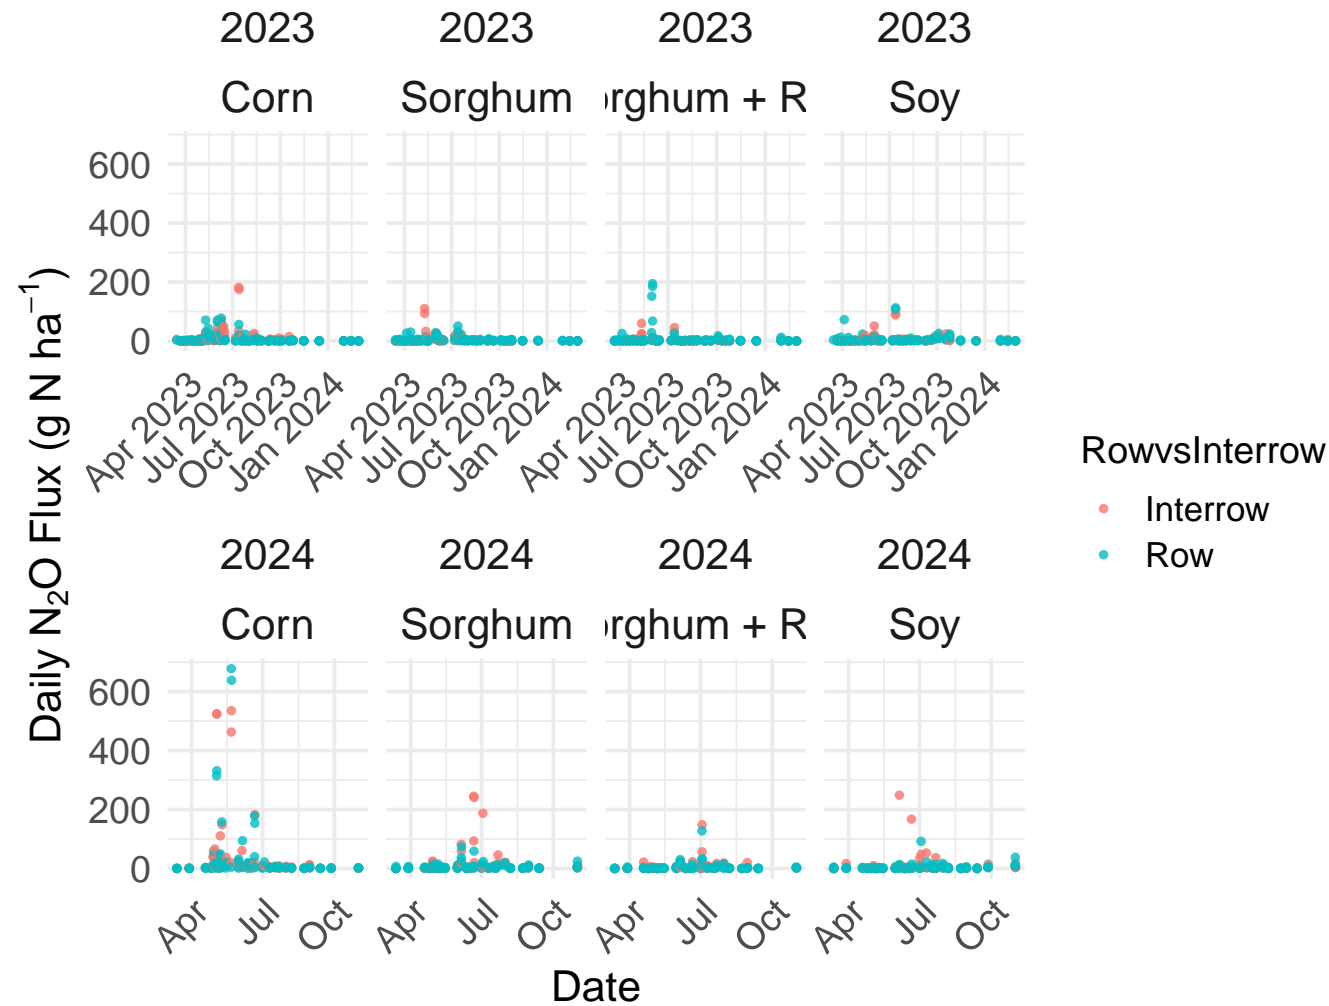 2023 2023 2023 2023
Corn Sorghum orghum + R Soy
600
400
200
0
Apr 2023 Jul 2023 Oct 2023 Jan 2024 Apr 2023 Jul 2023 Oct 2023 Jan 2024 Apr 2023 Jul 2023 Oct 2023 Jan 2024 Apr 2023 Jul 2023 Oct 2023 Jan 2024
Daily N₂O Flux (g N ha⁻¹)
RowvsInterrow
Interrow
Row
2024 2024 2024 2024
Corn Sorghum orghum + R Soy
600
400
200
0
Apr Jul Oct Apr Jul Oct Apr Jul Oct Apr Jul Oct
Date